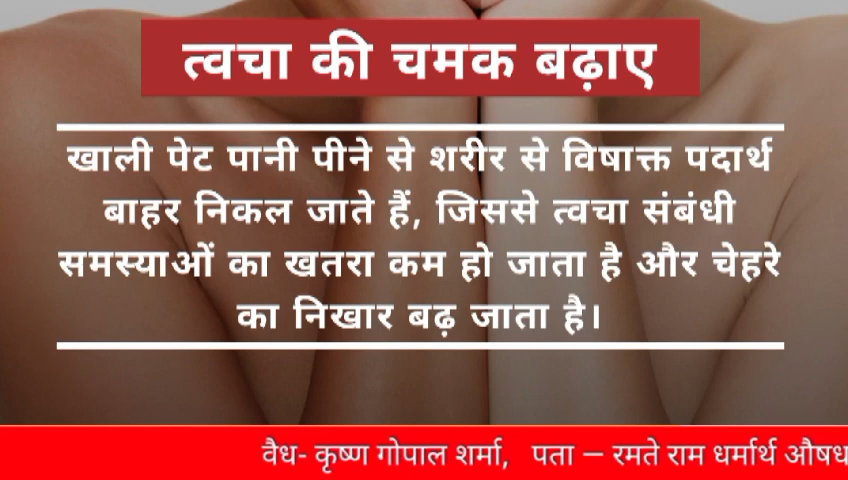 त्वचा की चमक बढ़ाए
खाली पेट पानी पीने से शरीर से विषाक्त पदार्थ
बाहर निकल जाते हैं, जिससे त्वचा संबंधी
समस्याओं का खतरा कम हो जाता है और चेहरे
का निखार बढ़ जाता है।
वैध- कृष्ण गोपाल शर्मा, पता – रमते राम धर्मार्थ औषध